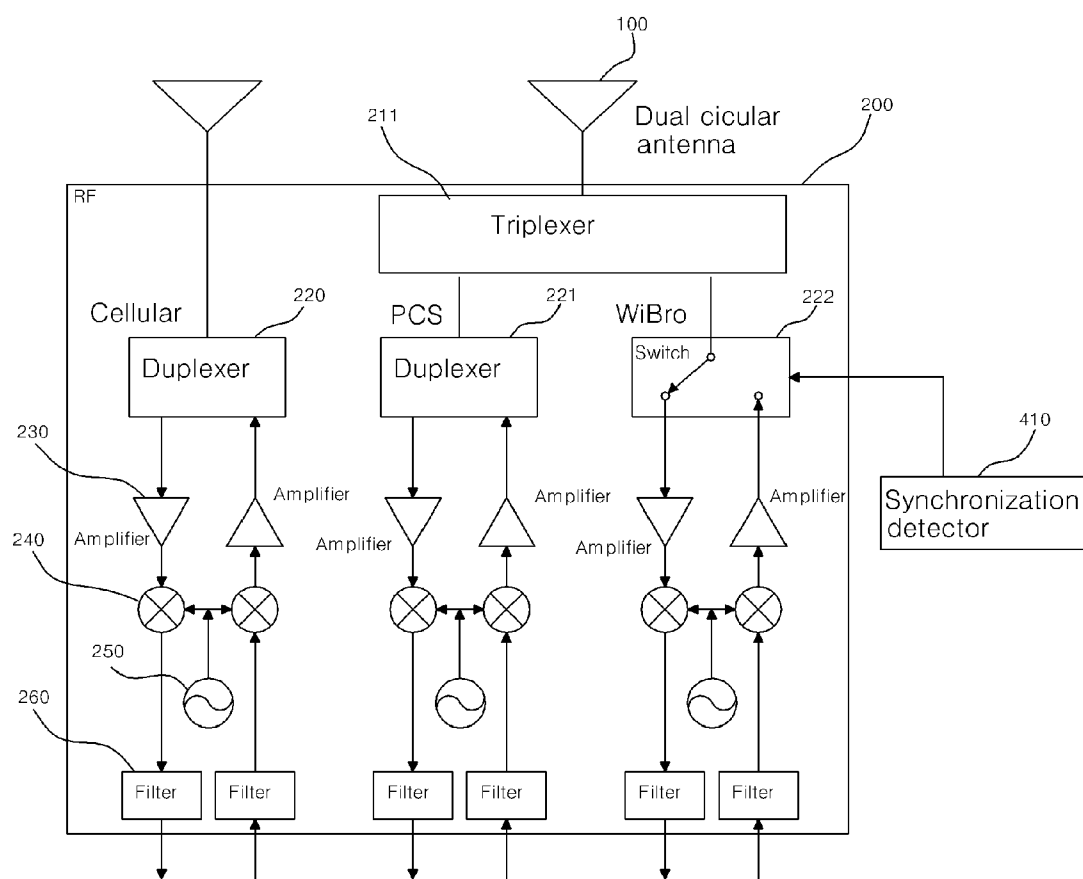 100
211
Dual cicular
antenna
200
RF
Triplexer
Cellular
220
PCS
221
WiBro
222
Duplexer
Duplexer
Switch
230
410
Amplifier
Amplifier
Amplifier
Synchronization
detector
Amplifier
Amplifier
Amplifier
240
250
260
Filter
Filter
Filter
Filter
Filter
Filter